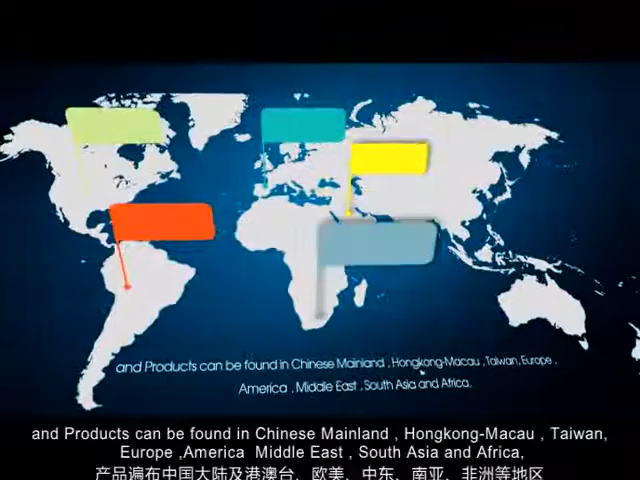 and Products can be found in Chinese Mainland , Hongkong-Macau , Taiwan, Europe ,
America , Middle East , South Asia and Africa,
and Products can be found in Chinese Mainland , Hongkong-Macau , Taiwan,
Europe ,America  Middle East , South Asia and Africa,
产品遍布中国大陆及港澳台、欧美、中东、南亚、非洲等地区